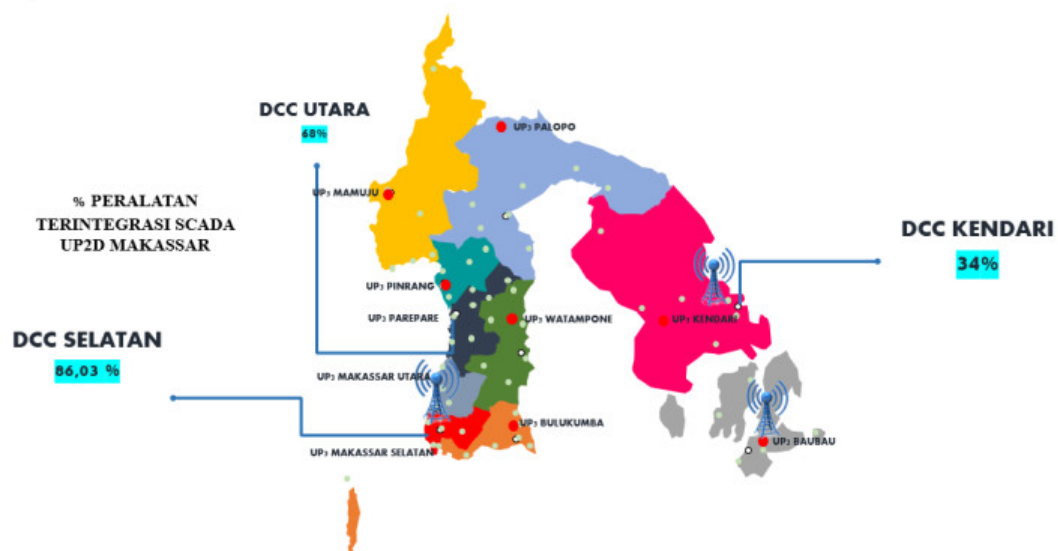 DCC UTARA
68%
UP3 PALOPO
UP3 MAMUJU
% PERALATAN
TERINTEGRASI SCADA
UP2D MAKASSAR
DCC KENDARI
34%
UP3 PINRANG
UP3 PAREPARE
UP3 WATAMPONE
UP3 KENDARI
DCC SELATAN
86,03 %
UP3 MAKASSAR UTARA
UP3 BULUKUMBA
UP3 BAUBAU
UP3 MAKASSAR SELATAN